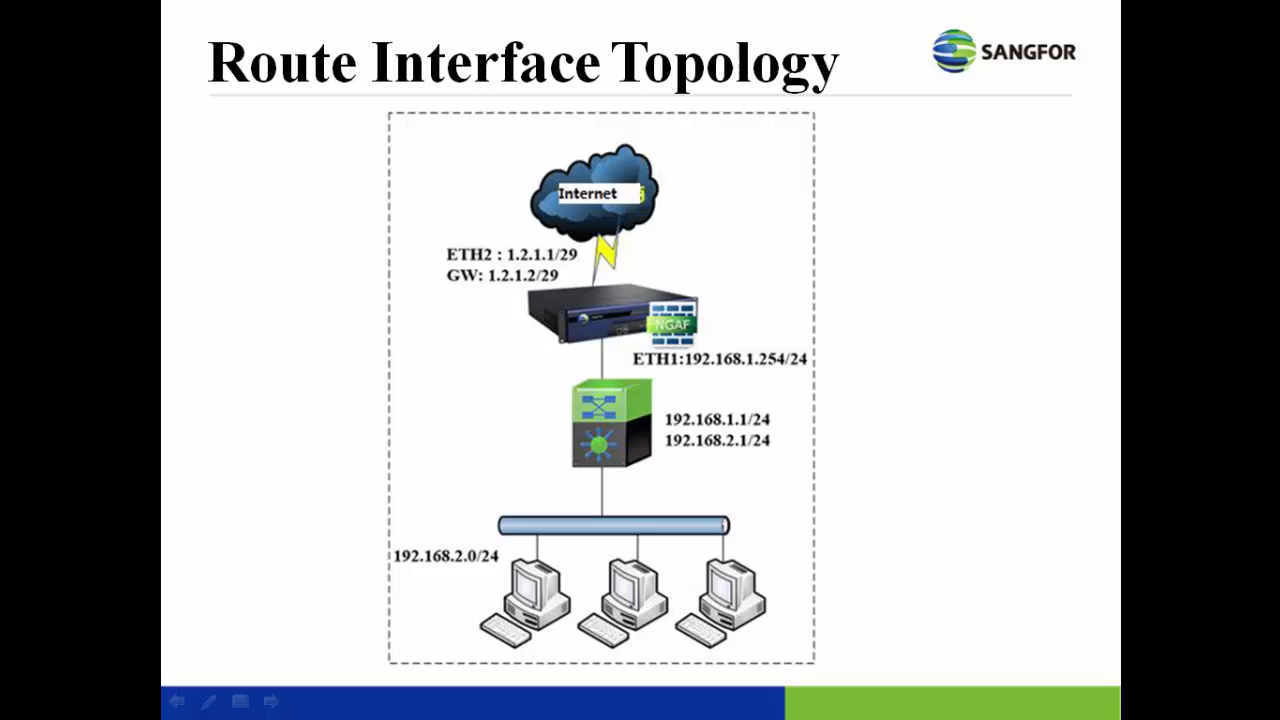 Route Interface Topology
SANGFOR
Internet
ETH2 : 1.2.1.1/29
GW: 1.2.1.2/29
NGAF
ETH1:192.168.1.254/24
192.168.1.1/24
192.168.2.1/24
192.168.2.0/24